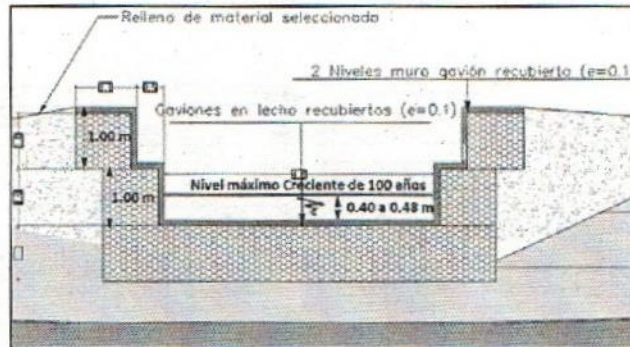 Relleno de material seleccionado
2 Niveles muro gavión recubierto (e=0.1)
Gaviones en lecho recubiertos (e=0.1)
1.00 m
Nivel máximo Creciente de 100 años
1.00 m
0.40 a 0.48 m